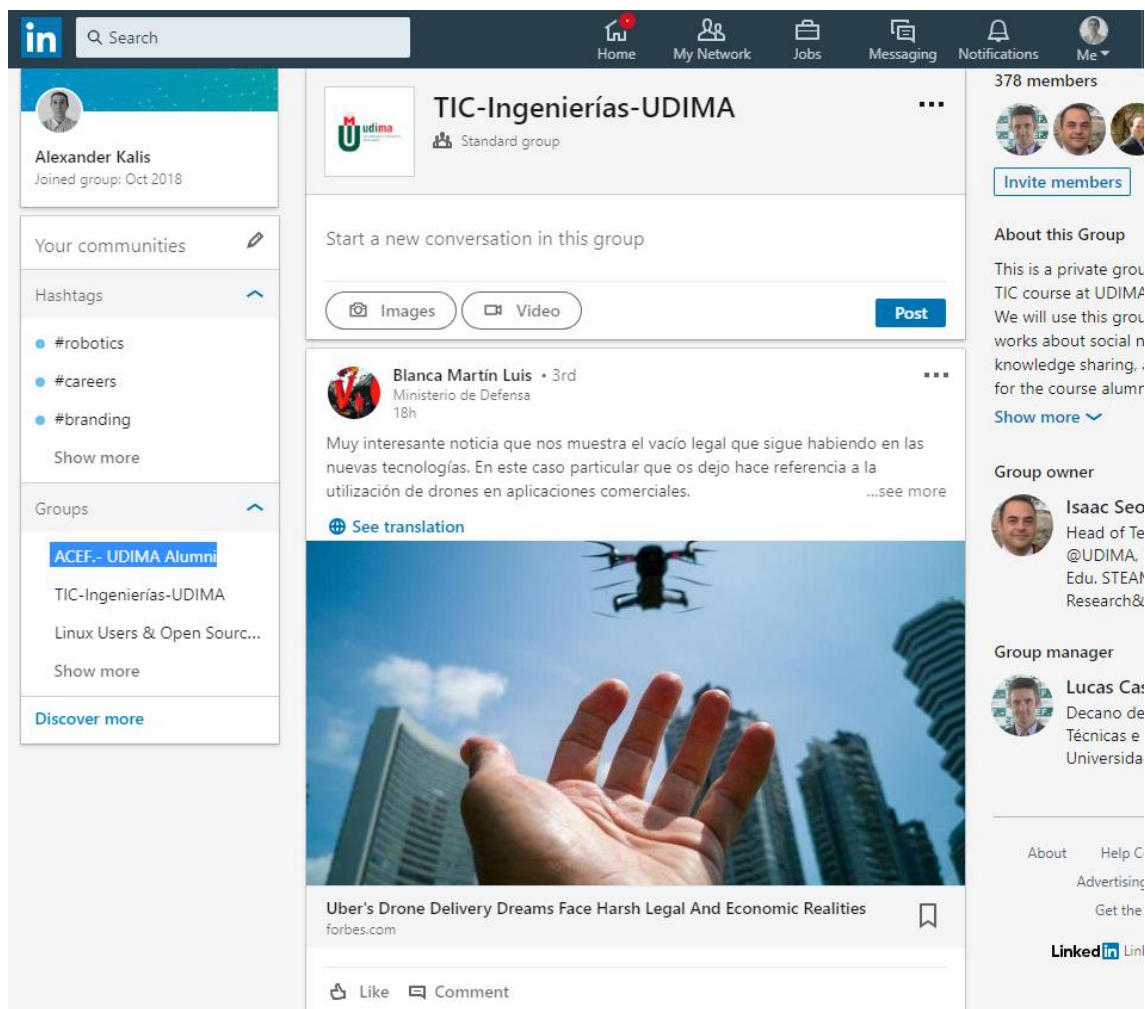 in
Search
Home
My Network
Jobs
Messaging
Notifications
Me
Alexander Kalis
Joined group: Oct 2018
Your communities
Hashtags
#robotics
#careers
#branding
Show more
Groups
ACEF.- UDIMA Alumni
TIC-Ingenierías-UDIMA
Linux Users & Open Sourc...
Show more
Discover more
udima
TIC-Ingenierías-UDIMA
Standard group
Start a new conversation in this group
Images
Video
Post
Blanca Martín Luis • 3rd
Ministerio de Defensa
18h
Muy interesante noticia que nos muestra el vacío legal que sigue habiendo en las
nuevas tecnologías. En este caso particular que os dejo hace referencia a la
utilización de drones en aplicaciones comerciales. ...see more
See translation
Uber's Drone Delivery Dreams Face Harsh Legal And Economic Realities
forbes.com
Like
Comment
378 members
Invite members
About this Group
This is a private grou
TIC course at UDIMA
We will use this grou
works about social n
knowledge sharing,
for the course alumn
Show more
Group owner
Isaac Seo
Head of Te
@UDIMA,
Edu. STEAM
Research&
Group manager
Lucas Cas
Decano de
Técnicas e
Universida
About
Help C
Advertising
Get the
Linked in Lin